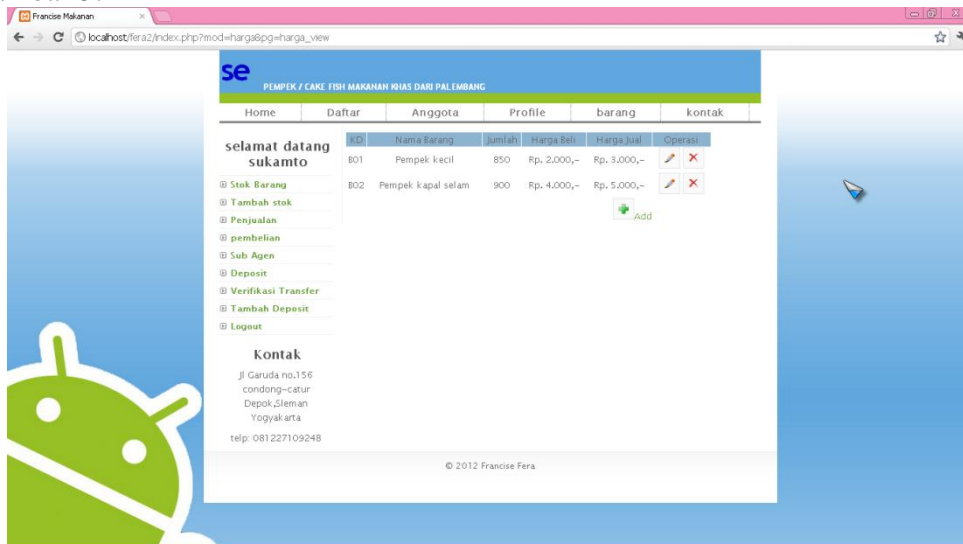 Francise Makanan
localhost/fera2/index.php?mod=harga&pg=harga_view
se
PEMPEK / CAKE FISH MAKANAN KHAS DARI PALEMBANG
Home Daftar Anggota Profile barang kontak
selamat datang
sukamto
Stok Barang
Tambah stok
Penjualan
pembelian
Sub Agen
Deposit
Verifikasi Transfer
Tambah Deposit
Logout
KD Nama Barang Jumlah Harga Beli Harga Jual Operasi
B01 Pempek kecil 850 Rp. 2.000,- Rp. 3.000,-
B02 Pempek kapal selam 900 Rp. 4.000,- Rp. 5.000,-
Add
Kontak
Jl Garuda no.156
condong-catur
Depok,Sleman
Yogyakarta
telp: 081227109248
© 2012 Francise Fera